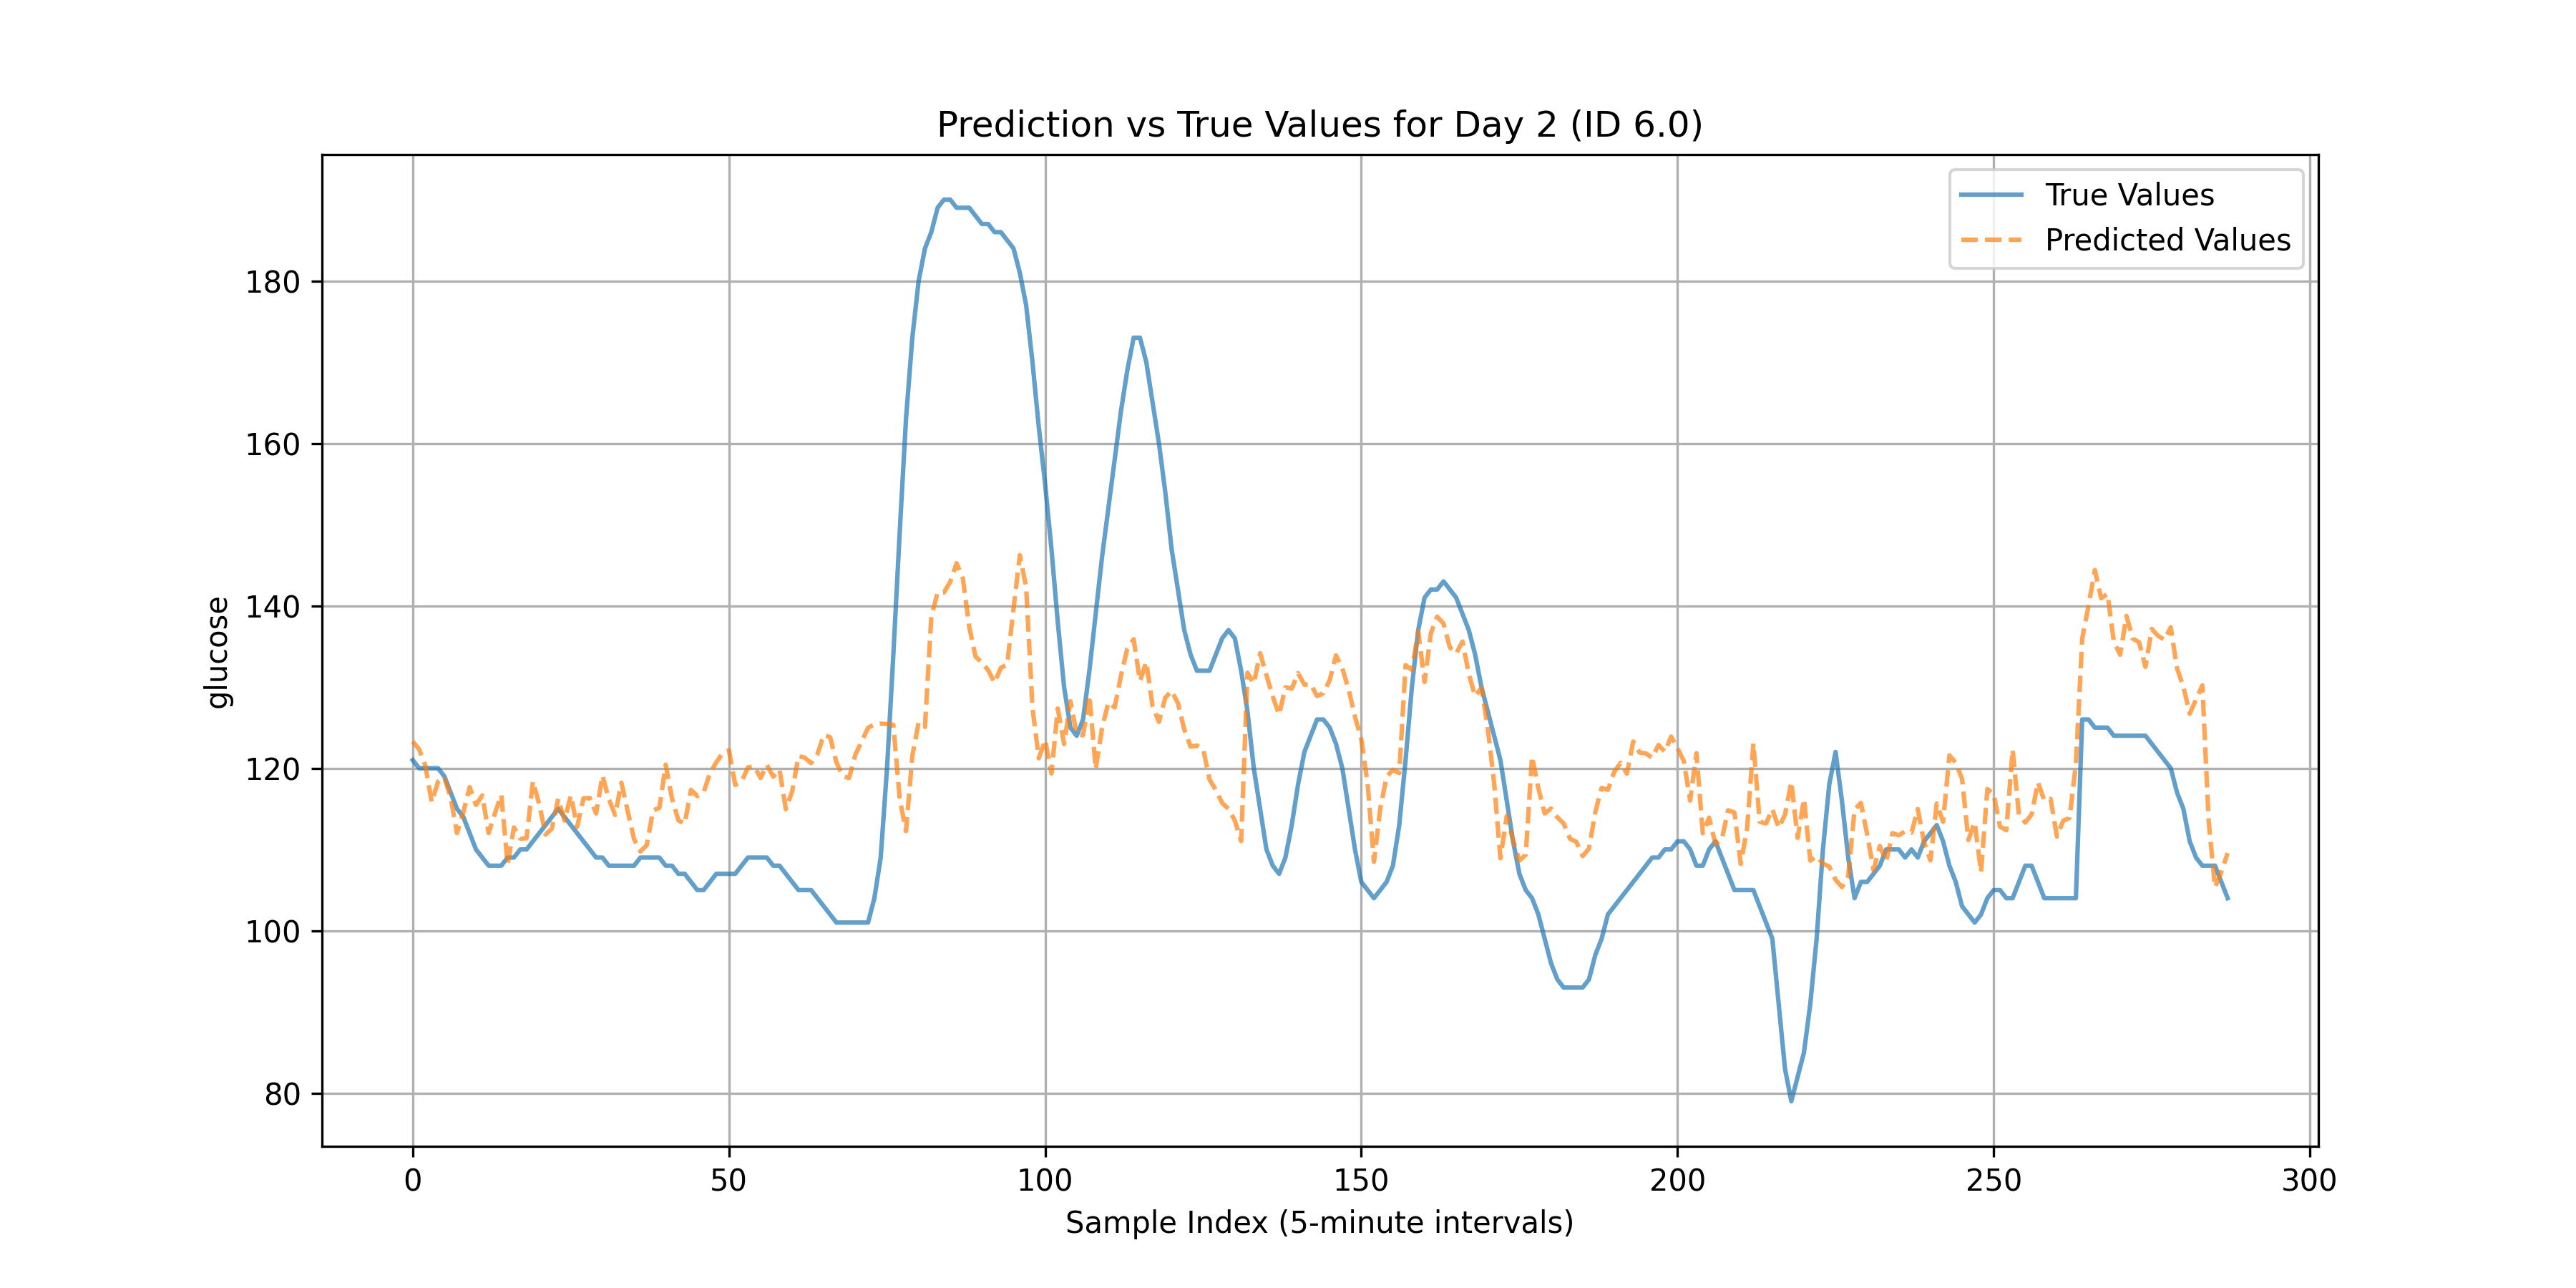 Prediction vs True Values for Day 2 (ID 6.0)
True Values
Predicted Values
180
160
140
120
100
80
glucose
0 50 100 150 200 250 300
Sample Index (5-minute intervals)